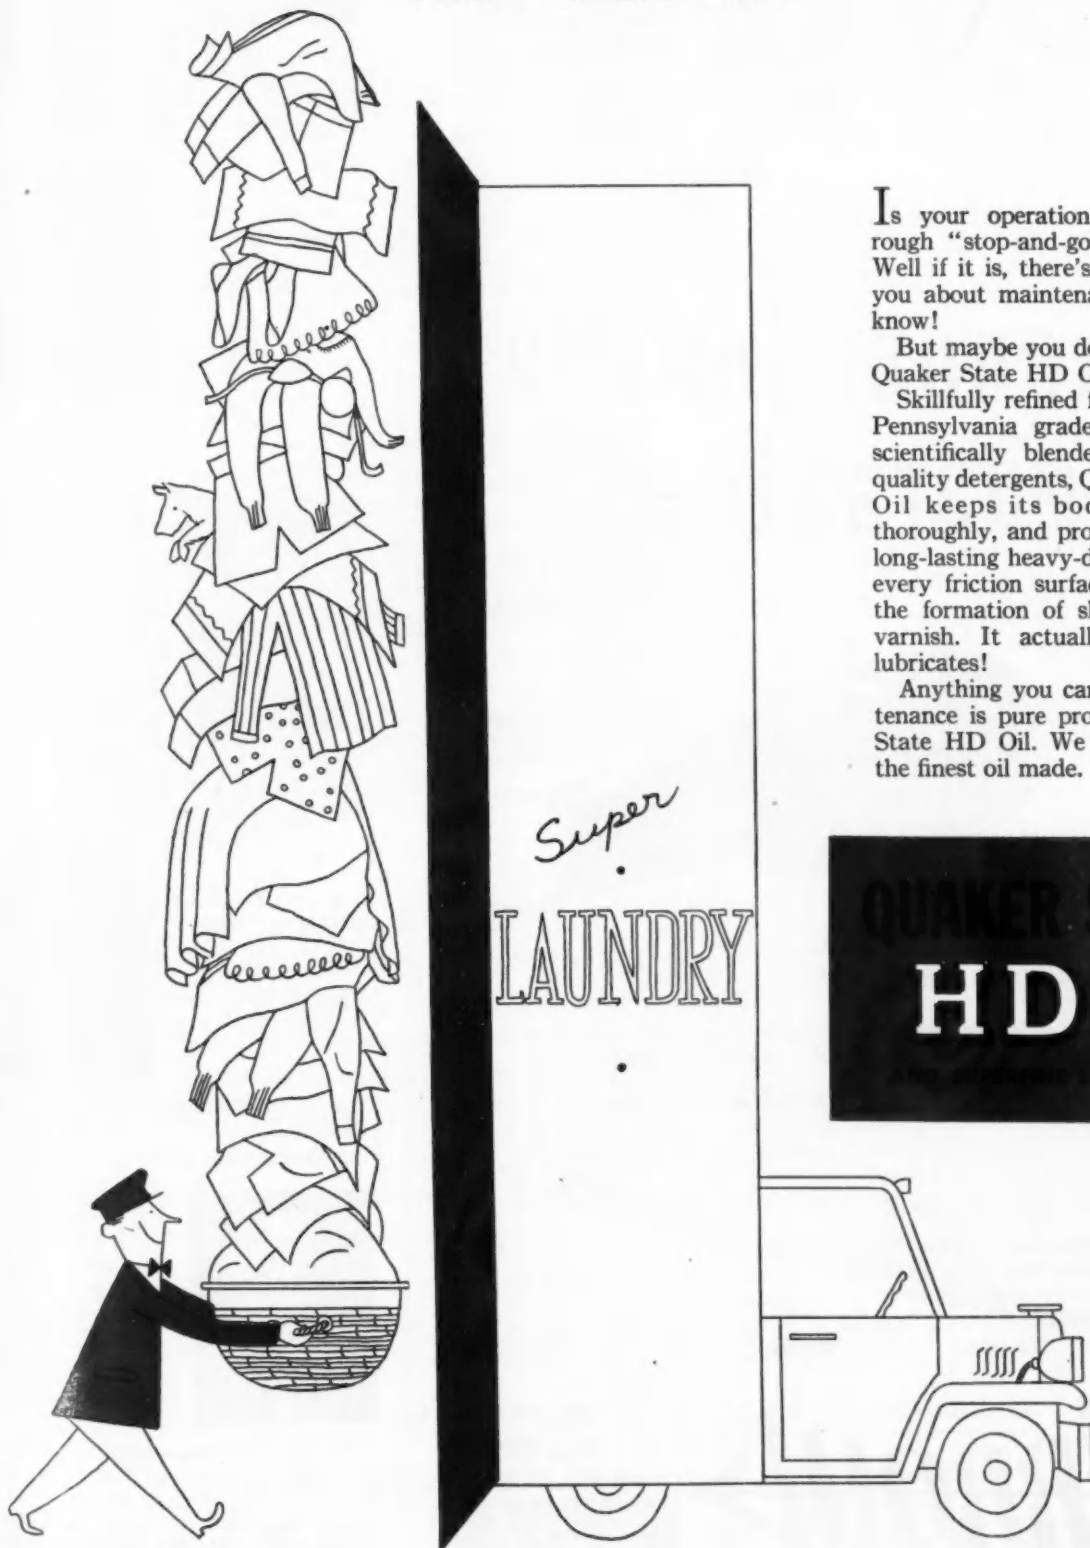 Super
LAUNDRY
Is your operation
rough "stop-and-go
Well if it is, there's
you about maintena
know!
But maybe you do
Quaker State HD O
Skillfully refined f
Pennsylvania grade
scientifically blende
quality detergents, Q
Oil keeps its bod
thoroughly, and pro
long-lasting heavy-d
every friction surfac
the formation of sl
varnish. It actuall
lubricates!
Anything you can
tenance is pure pro
State HD Oil. We
the finest oil made.
QUAKER
HD
AND SUPERFINE L